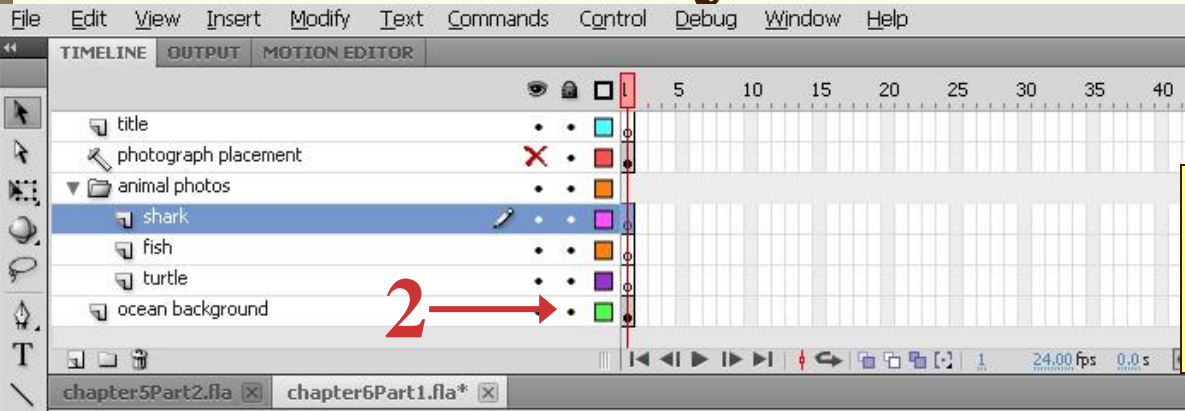 File Edit View Insert Modify Text Commands Control Debug Window Help
TIMELINE OUTPUT MOTION EDITOR
1 5 10 15 20 25 30 35 40
title
photograph placement
animal photos
shark
fish
turtle
2
ocean background
T
1 24.00 fps 0.0 s
chapter5Part2.fla chapter6Part1.fla*